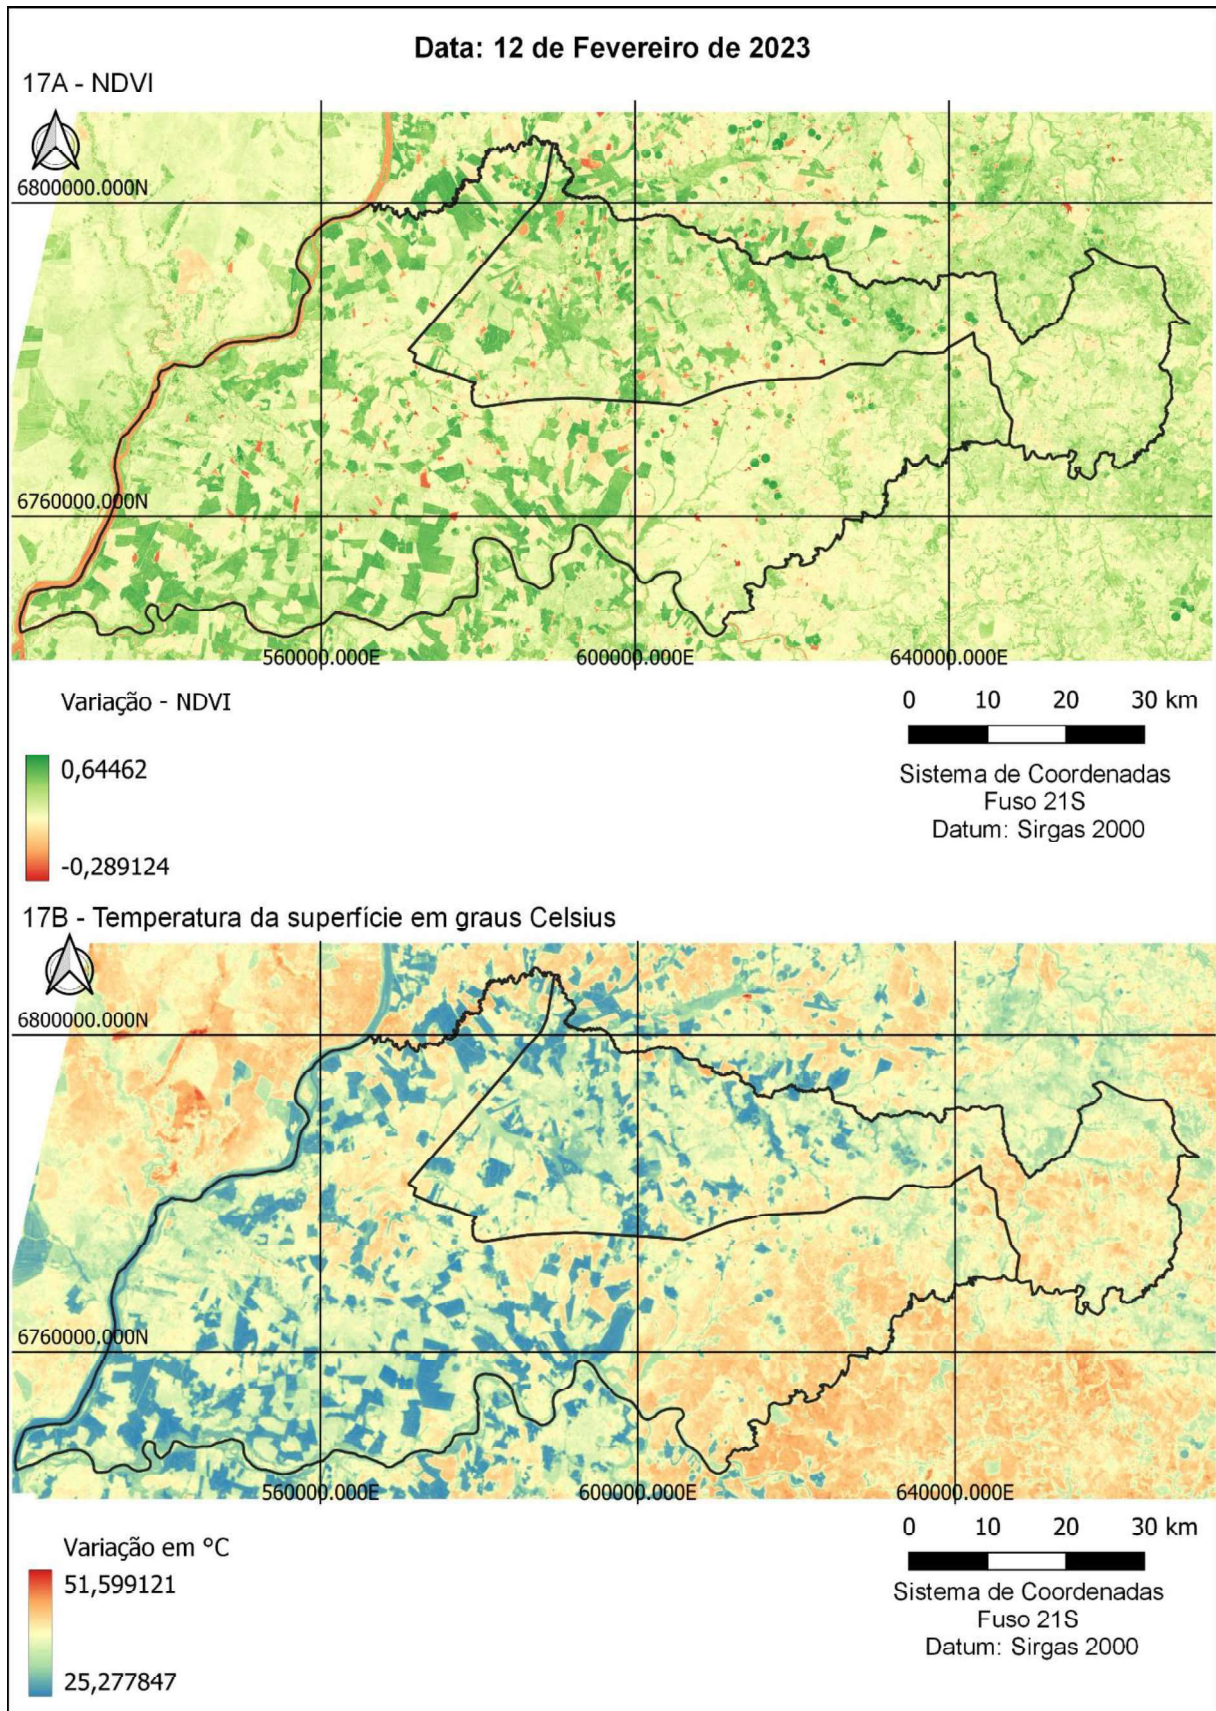 Data: 12 de Fevereiro de 2023
17A - NDVI
6800000.000N
6760000.000N
560000.000E
600000.000E
640000.000E
Variação - NDVI
0,64462
-0,289124
0 10 20 30 km
Sistema de Coordenadas
Fuso 21S
Datum: Sirgas 2000
17B - Temperatura da superfície em graus Celsius
6800000.000N
6760000.000N
560000.000E
600000.000E
640000.000E
Variação em °C
51,599121
25,277847
0 10 20 30 km
Sistema de Coordenadas
Fuso 21S
Datum: Sirgas 2000